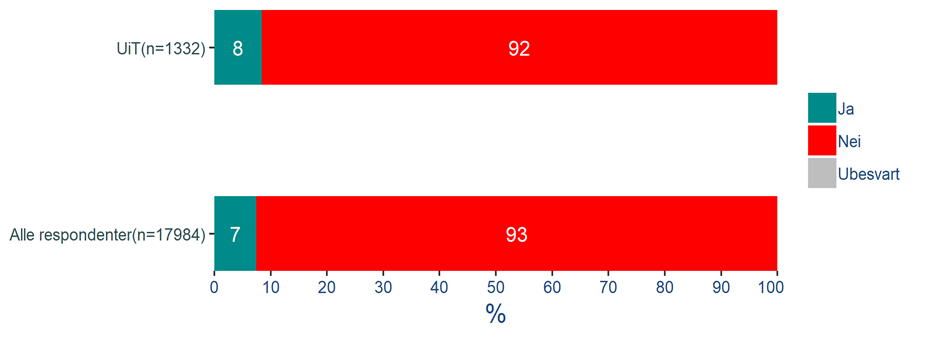 UiT(n=1332)
8 92
Ja
Nei
Ubesvart
Alle respondenter(n=17984)
7 93
0 10 20 30 40 50 60 70 80 90 100
%